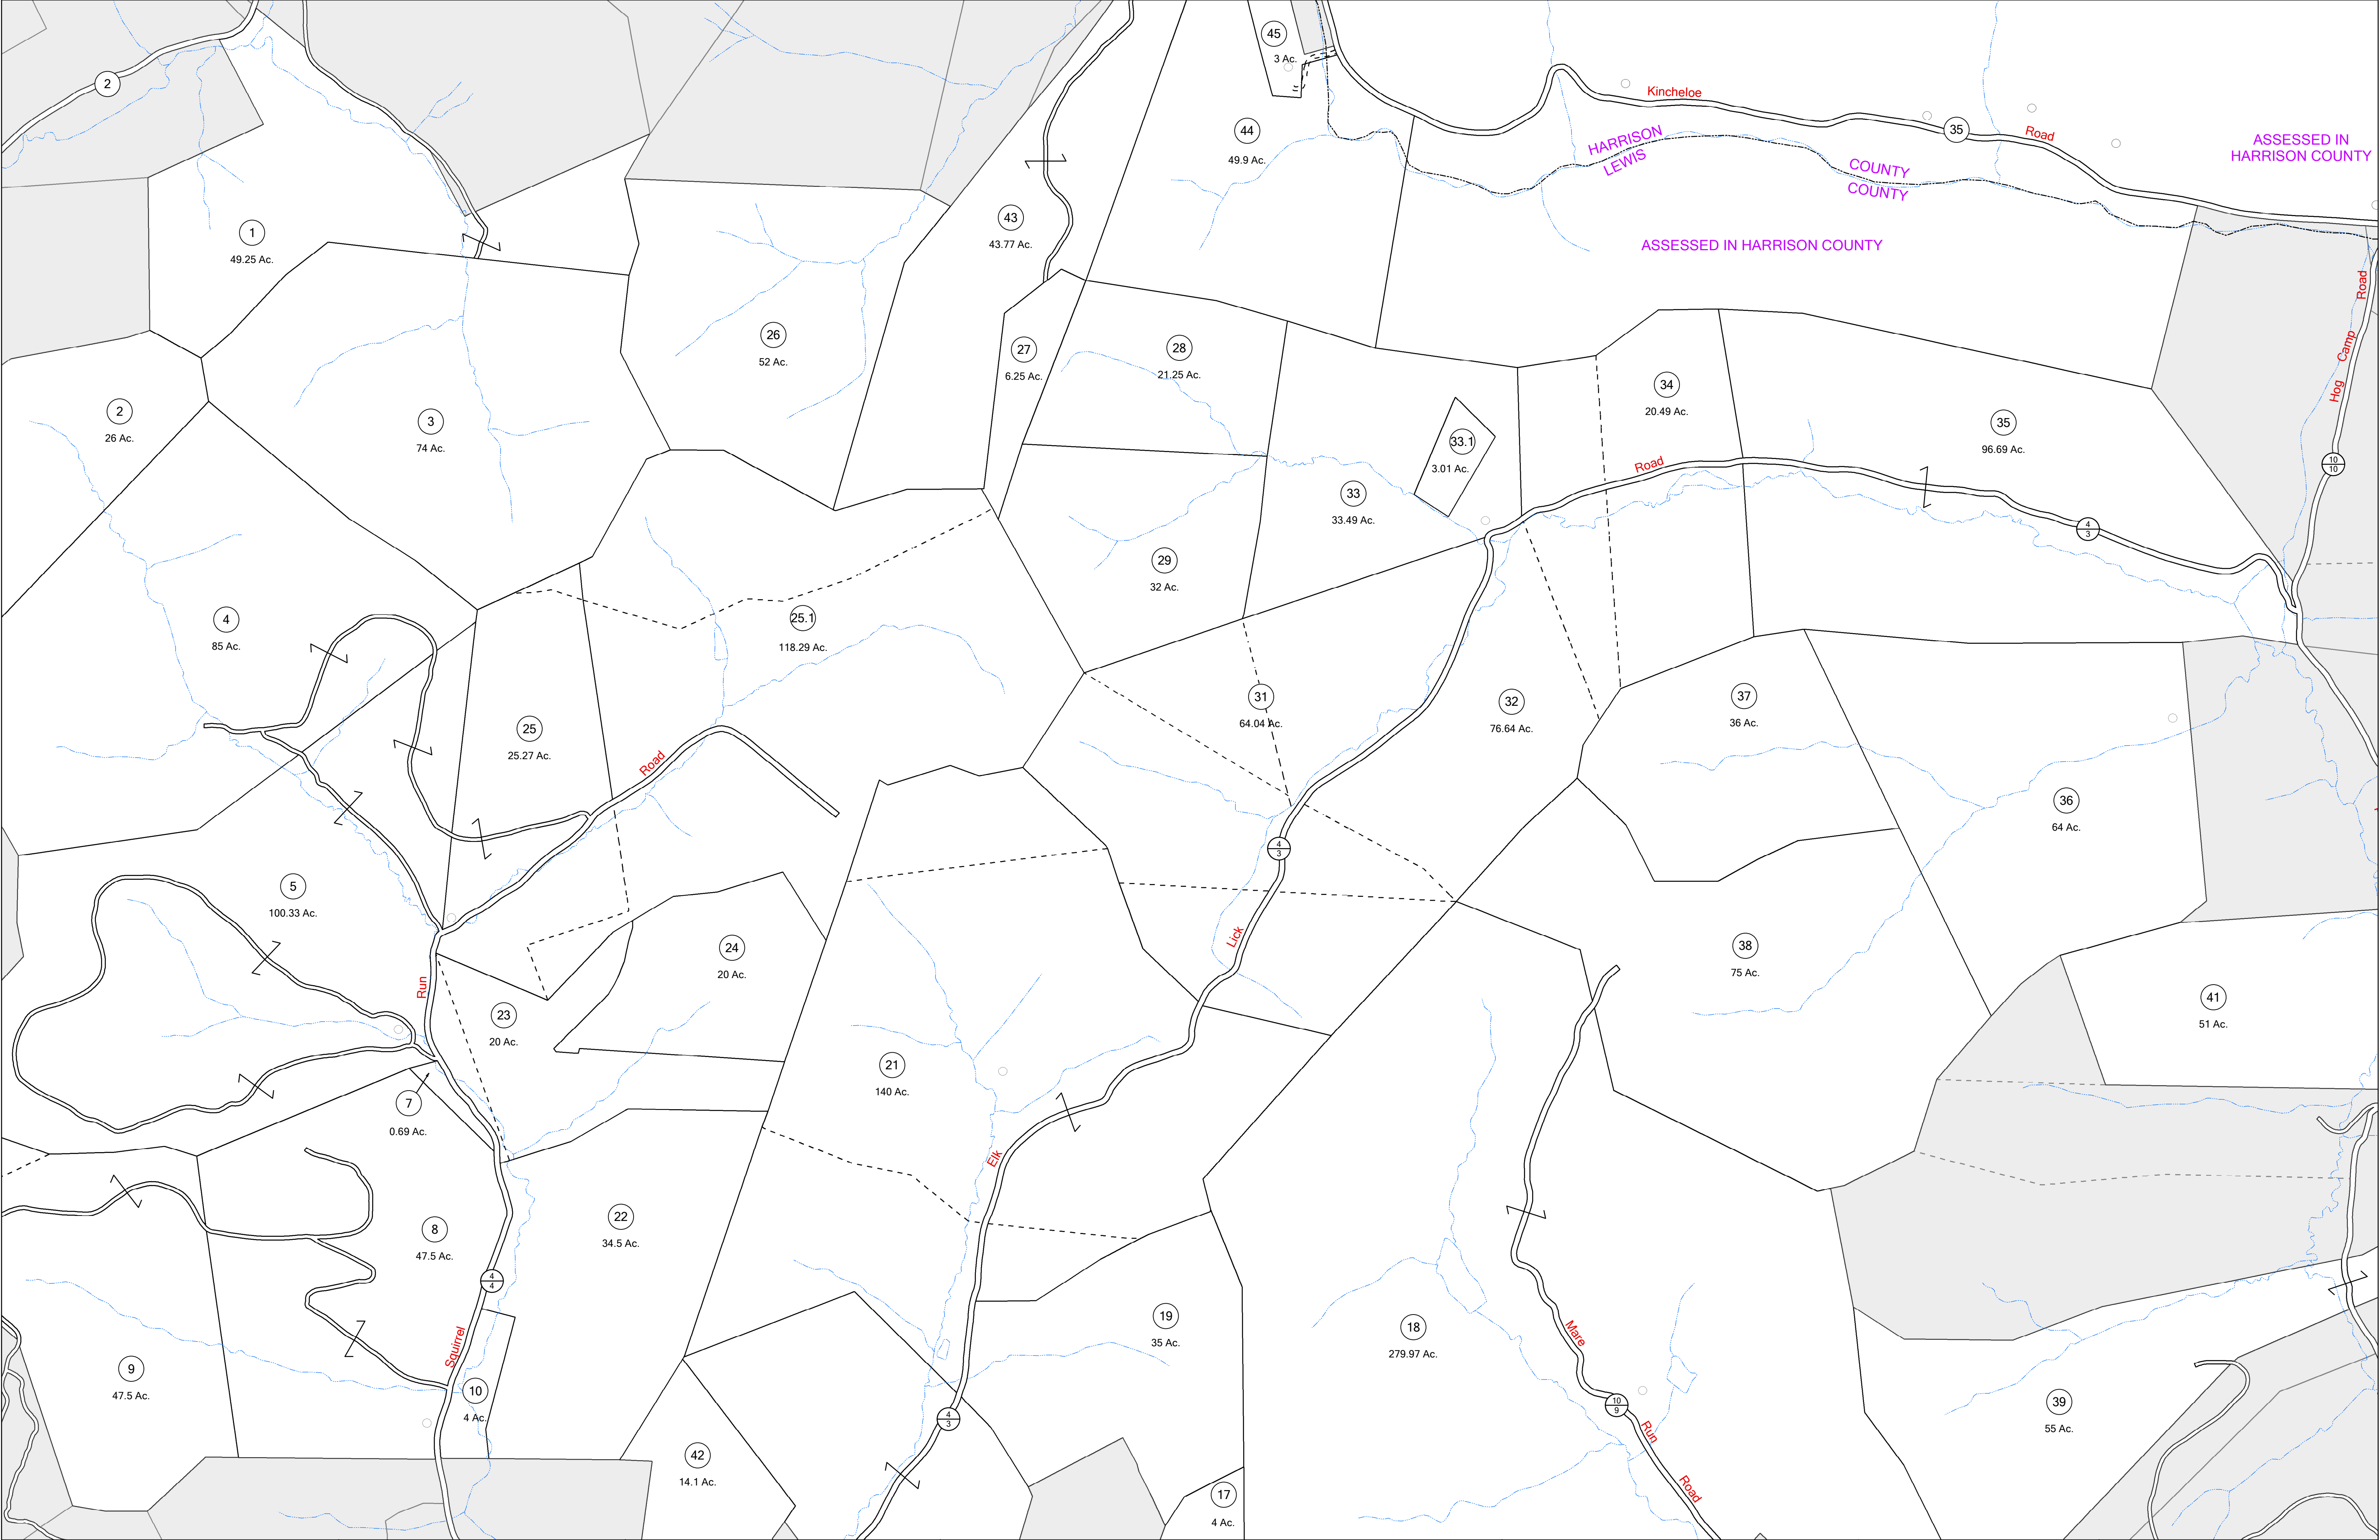 45
3 Ac.
2
Kincheloe
44
49.9 Ac.
35
Road
HARRISON
LEWIS
COUNTY
COUNTY
ASSESSED IN
HARRISON COUNTY
1
49.25 Ac.
43
43.77 Ac.
ASSESSED IN HARRISON COUNTY
Hog Camp Road
26
52 Ac.
27
6.25 Ac.
28
21.25 Ac.
34
20.49 Ac.
2
26 Ac.
3
74 Ac.
33.1
3.01 Ac.
35
96.69 Ac.
Road
10
10
33
33.49 Ac.
4
3
29
32 Ac.
4
85 Ac.
25.1
118.29 Ac.
31
64.04 Ac.
32
76.64 Ac.
37
36 Ac.
25
25.27 Ac.
Road
36
64 Ac.
4
3
5
100.33 Ac.
24
20 Ac.
Lick
38
75 Ac.
Run
41
51 Ac.
23
20 Ac.
21
140 Ac.
7
0.69 Ac.
Elk
8
47.5 Ac.
22
34.5 Ac.
4
4
19
35 Ac.
18
279.97 Ac.
Mare
Squirrel
9
47.5 Ac.
10
4 Ac.
10
9
39
55 Ac.
4
3
Run
42
14.1 Ac.
17
4 Ac.
Road